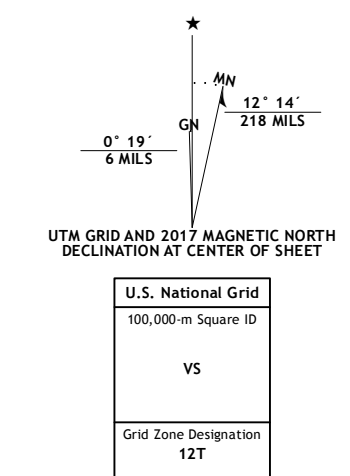 ★
MN
GN
12° 14´
218 MILS
0° 19´
6 MILS
UTM GRID AND 2017 MAGNETIC NORTH
DECLINATION AT CENTER OF SHEET
U.S. National Grid
100,000-m Square ID
VS
Grid Zone Designation
12T